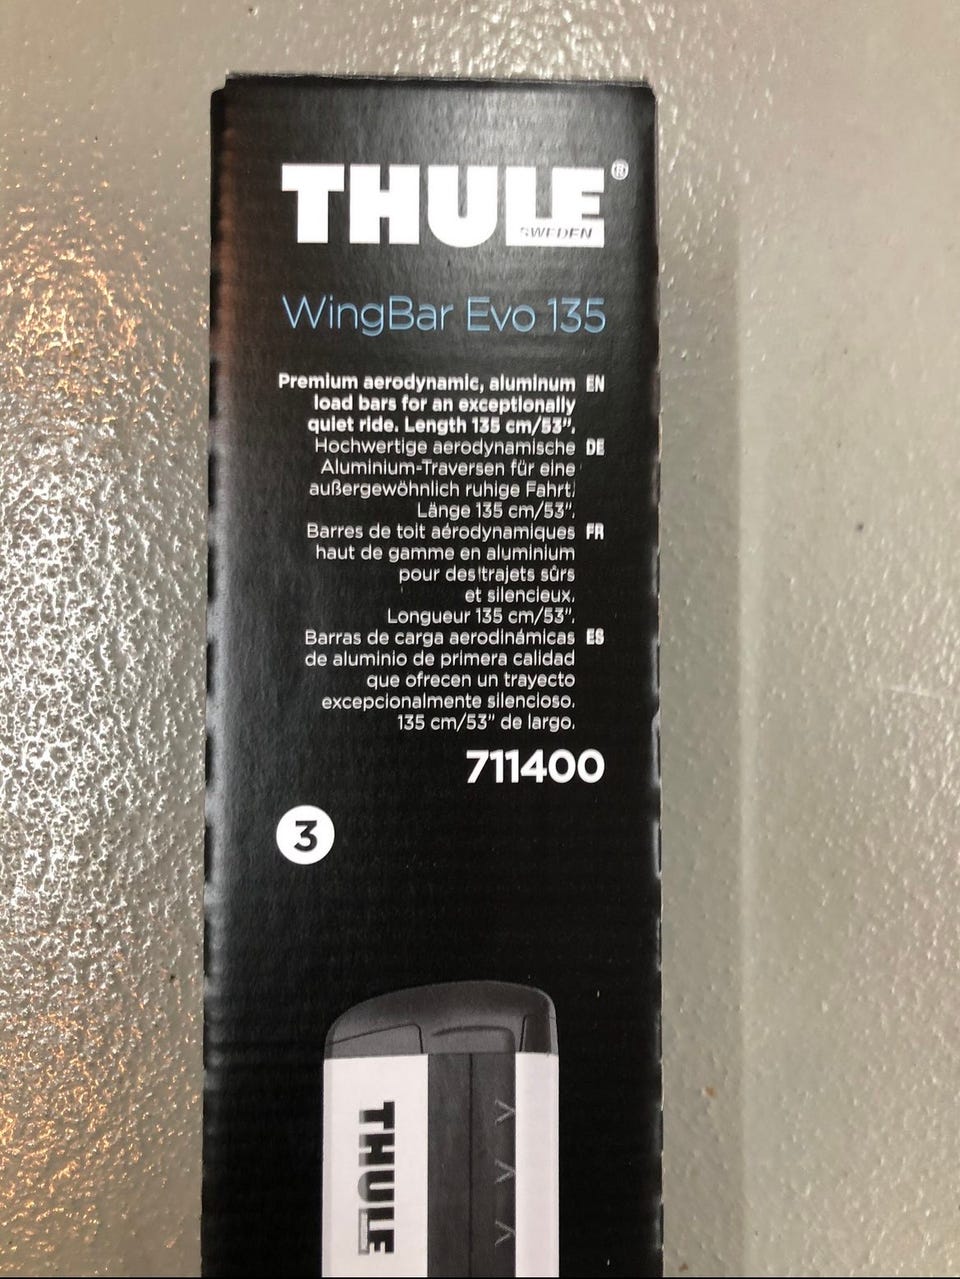 THULE®
SWEDEN
WingBar Evo 135
Premium aerodynamic, aluminum EN
load bars for an exceptionally
quiet ride. Length 135 cm/53”.
Hochwertige aerodynamische DE
Aluminium-Traversen für eine
außergewöhnlich ruhige Fahrt.
Länge 135 cm/53”.
Barres de toit aérodynamiques FR
haut de gamme en aluminium
pour des trajets sûrs
et silencieux.
Longueur 135 cm/53”.
Barras de carga aerodinámicas ES
de aluminio de primera calidad
que ofrecen un trayecto
excepcionalmente silencioso.
135 cm/53” de largo.
711400
3
THULE